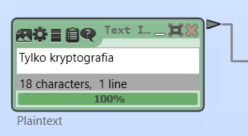 Text I...
Tylko kryptografia
18 characters, 1 line
100%
Plaintext